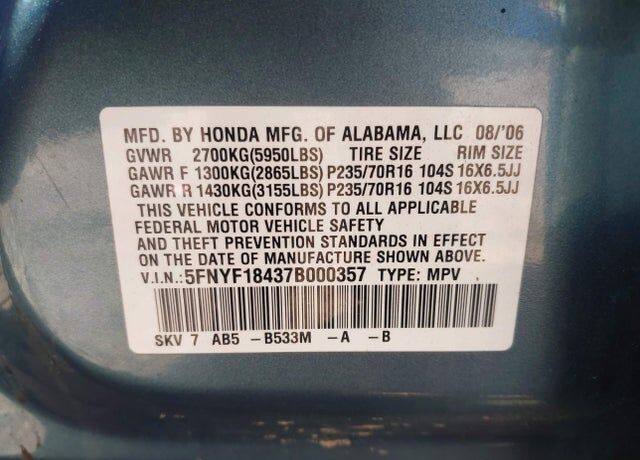 MFD. BY HONDA MFG. OF ALABAMA, LLC 08/'06
GVWR 2700KG(5950LBS) TIRE SIZE RIM SIZE
GAWR F 1300KG(2865LBS) P235/70R16 104S 16X6.5JJ
GAWR R 1430KG(3155LBS) P235/70R16 104S 16X6.5JJ
THIS VEHICLE CONFORMS TO ALL APPLICABLE
FEDERAL MOTOR VEHICLE SAFETY
AND THEFT PREVENTION STANDARDS IN EFFECT
ON THE DATE OF MANUFACTURE SHOWN ABOVE.
V.I.N.: 5FNYF18437B000357 TYPE: MPV
SKV 7 AB5 -B533M -A -B